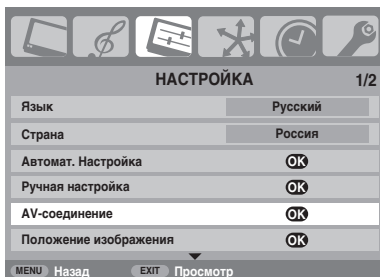 НАСТРОЙКА 1/2
Язык Русский
Страна Россия
Автомат. Настройка OK
Ручная настройка OK
AV-соединение OK
Положение изображения OK
MENU Назад EXIT Просмотр